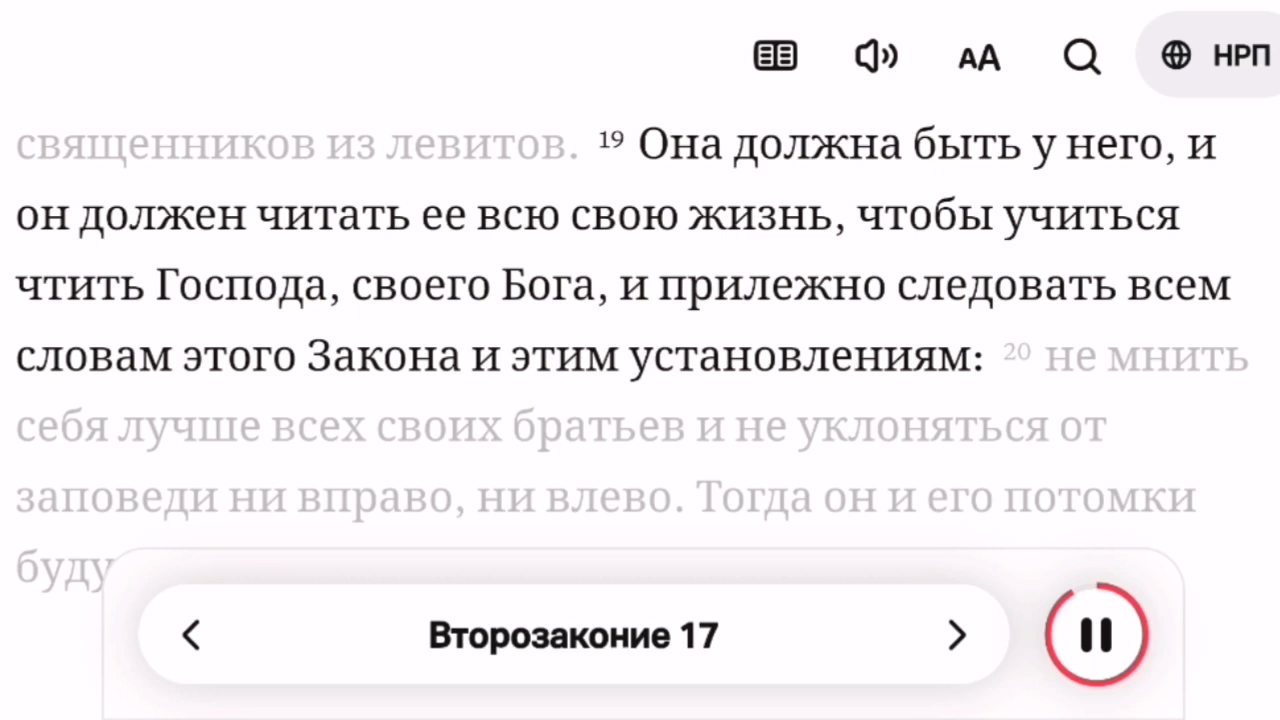 AA
НРП
священников из левитов. 19 Она должна быть у него, и
он должен читать ее всю свою жизнь, чтобы учиться
чтить Господа, своего Бога, и прилежно следовать всем
словам этого Закона и этим установлениям: 20 не мнить
себя лучше всех своих братьев и не уклоняться от
заповеди ни вправо, ни влево. Тогда он и его потомки
буду
Второзаконие 17